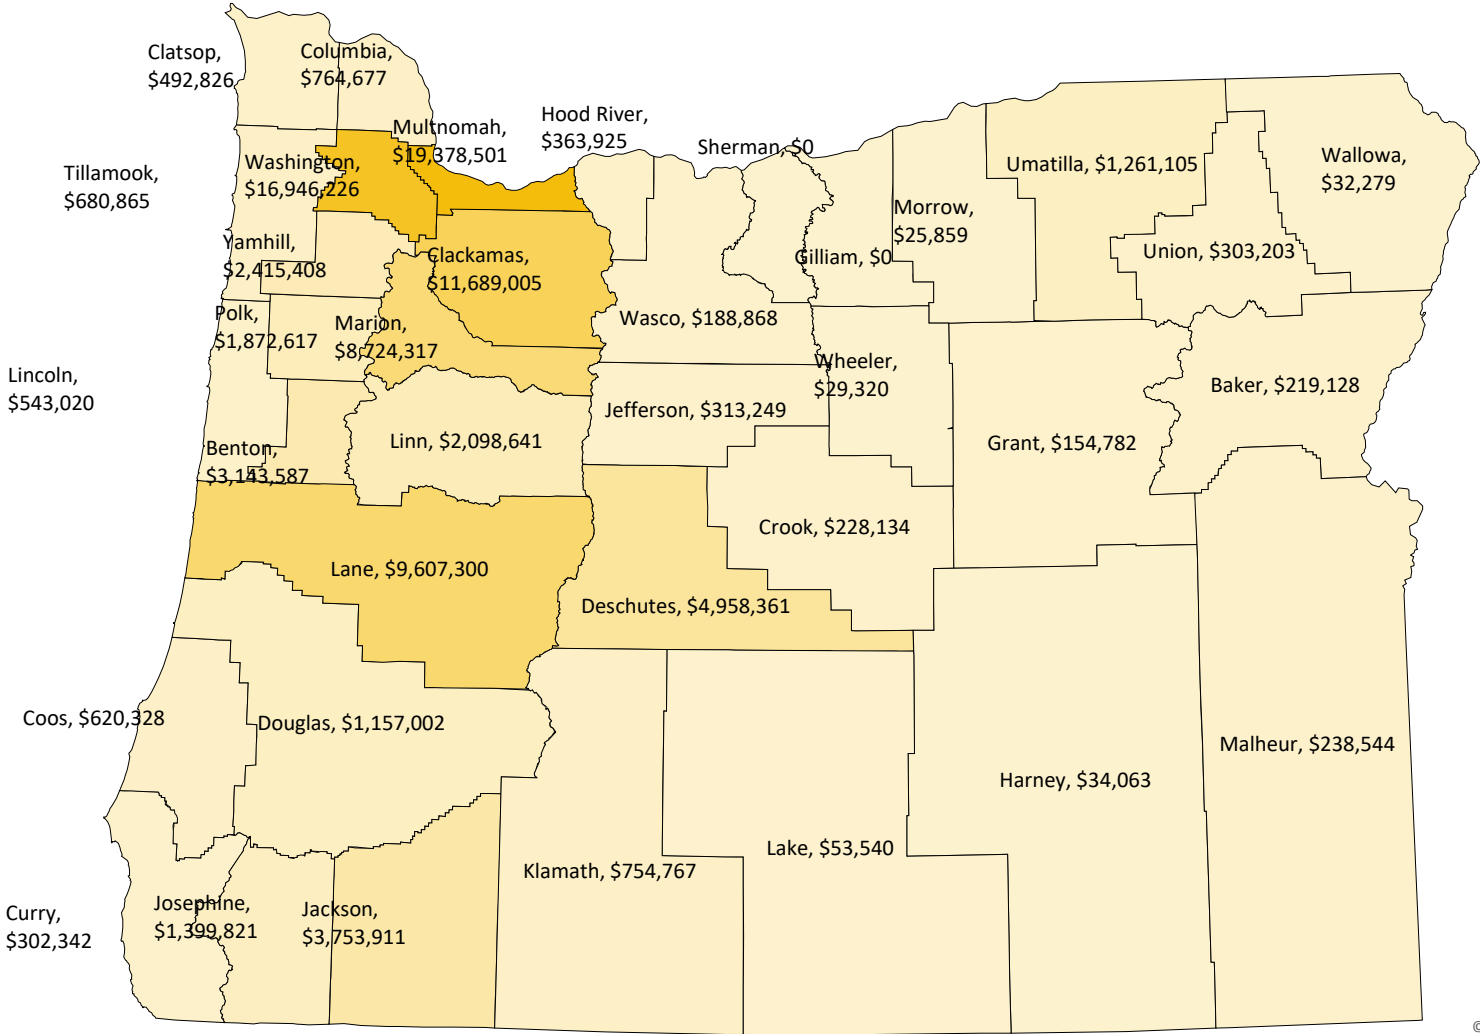 Clatsop,
$492,826
Columbia,
$764,677
Multnomah,
$19,378,501
Hood River,
$363,925
Sherman, $0
Umatilla, $1,261,105
Wallowa,
$32,279
Tillamook,
$680,865
Washington,
$16,946,226
Morrow,
$25,859
Union, $303,203
Yamhill,
$2,415,408
Clackamas,
$11,689,005
Gilliam, $0
Polk,
$1,872,617
Marion,
$8,724,317
Wasco, $188,868
Wheeler,
$29,320
Lincoln,
$543,020
Jefferson, $313,249
Baker, $219,128
Benton,
$3,143,587
Linn, $2,098,641
Grant, $154,782
Crook, $228,134
Lane, $9,607,300
Deschutes, $4,958,361
Coos, $620,328
Douglas, $1,157,002
Malheur, $238,544
Harney, $34,063
Lake, $53,540
Klamath, $754,767
Curry,
$302,342
Josephine,
$1,399,821
Jackson,
$3,753,911
©